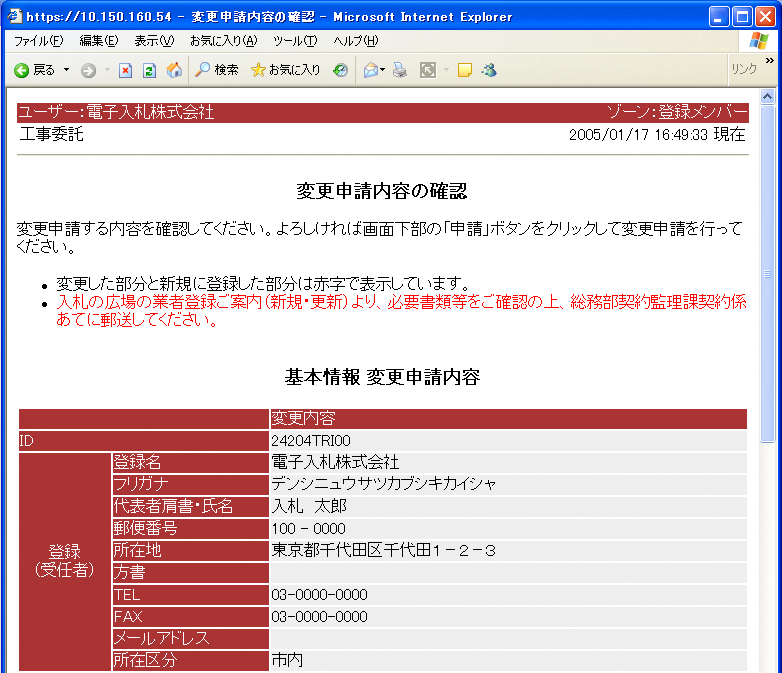 https://10.150.160.54 - 変更申請内容の確認 - Microsoft Internet Explorer
ファイル(F) 編集(E) 表示(V) お気に入り(A) ツール(T) ヘルプ(H)
戻る 検索 お気に入り リンク »
ユーザー:電子入札株式会社 ゾーン:登録メンバー
工事委託 2005/01/17 16:49:33 現在
変更申請内容の確認
変更申請する内容を確認してください。よろしければ画面下部の「申請」ボタンをクリックして変更申請を行って
ください。
• 変更した部分と新規に登録した部分は赤字で表示しています。
• 入札の広場の業者登録ご案内(新規・更新)より、必要書類等をご確認の上、総務部契約監理課契約係
あてに郵送してください。
基本情報 変更申請内容
変更内容
ID 24204TRI00
登録
(受任者)
登録名 電子入札株式会社
フリガナ デンシニュウサツカブシキカイシャ
代表者肩書・氏名 入札 太郎
郵便番号 100 - 0000
所在地 東京都千代田区千代田1-2-3
方書
TEL 03-0000-0000
FAX 03-0000-0000
メールアドレス
所在区分 市内